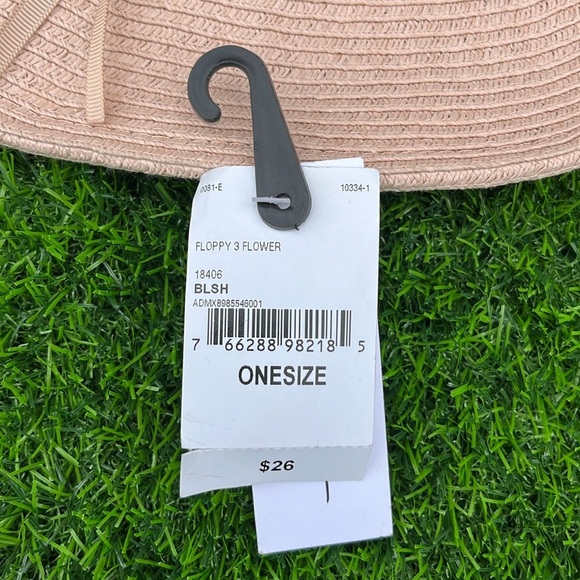 0081-E 10334-1
FLOPPY 3 FLOWER
18406
BLSH
ADMX8985546001
7 66288 98218 5
ONESIZE
$26